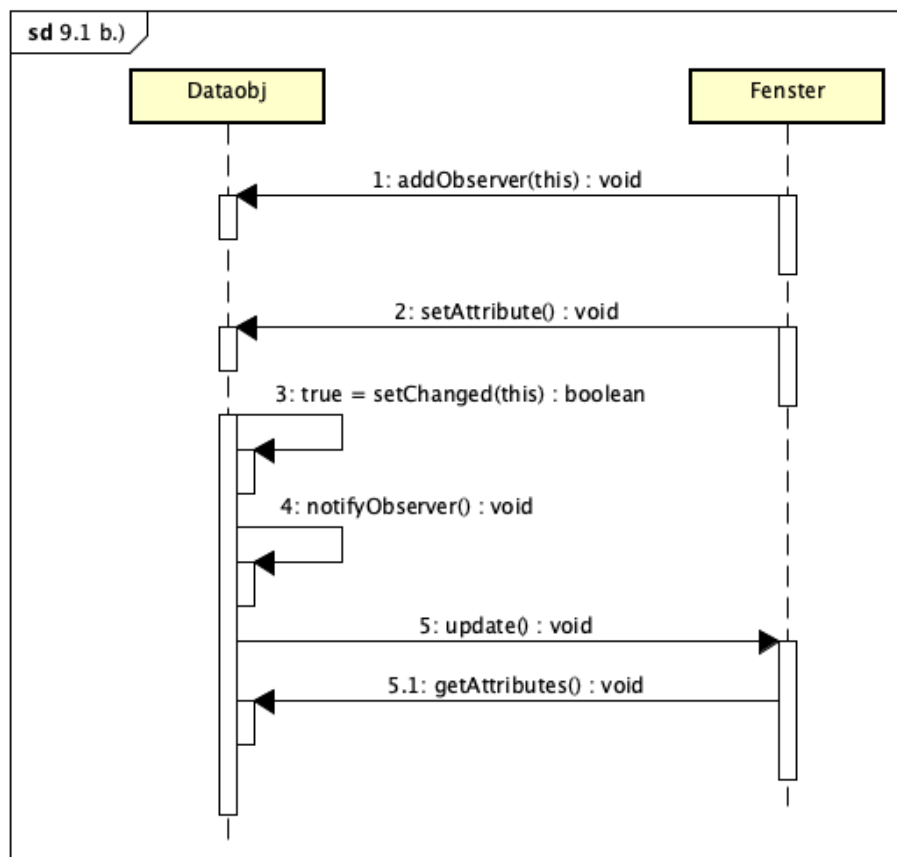 sd 9.1 b.)
Dataobj
Fenster
1: addObserver(this) : void
2: setAttribute() : void
3: true = setChanged(this) : boolean
4: notifyObserver() : void
5: update() : void
5.1: getAttributes() : void